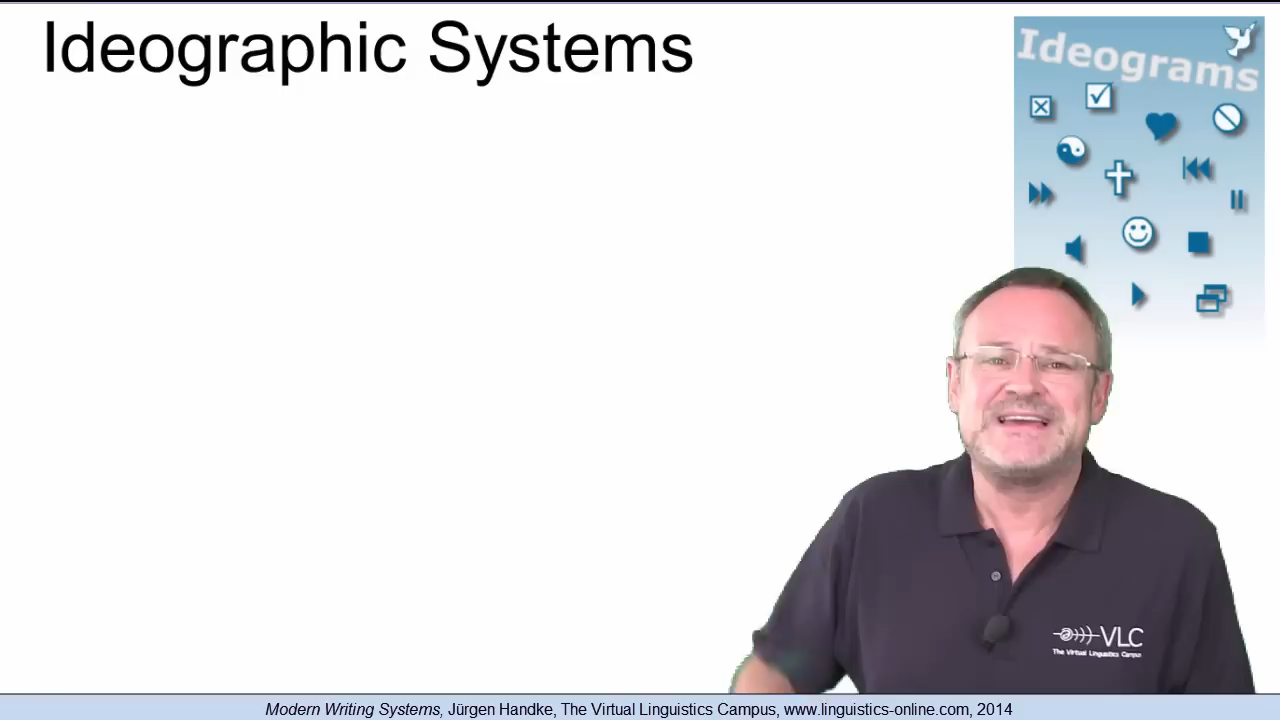 Ideographic Systems
Ideograms
VLC
The Virtual Linguistics Campus
Modern Writing Systems, Jürgen Handke, The Virtual Linguistics Campus, www.linguistics-online.com, 2014